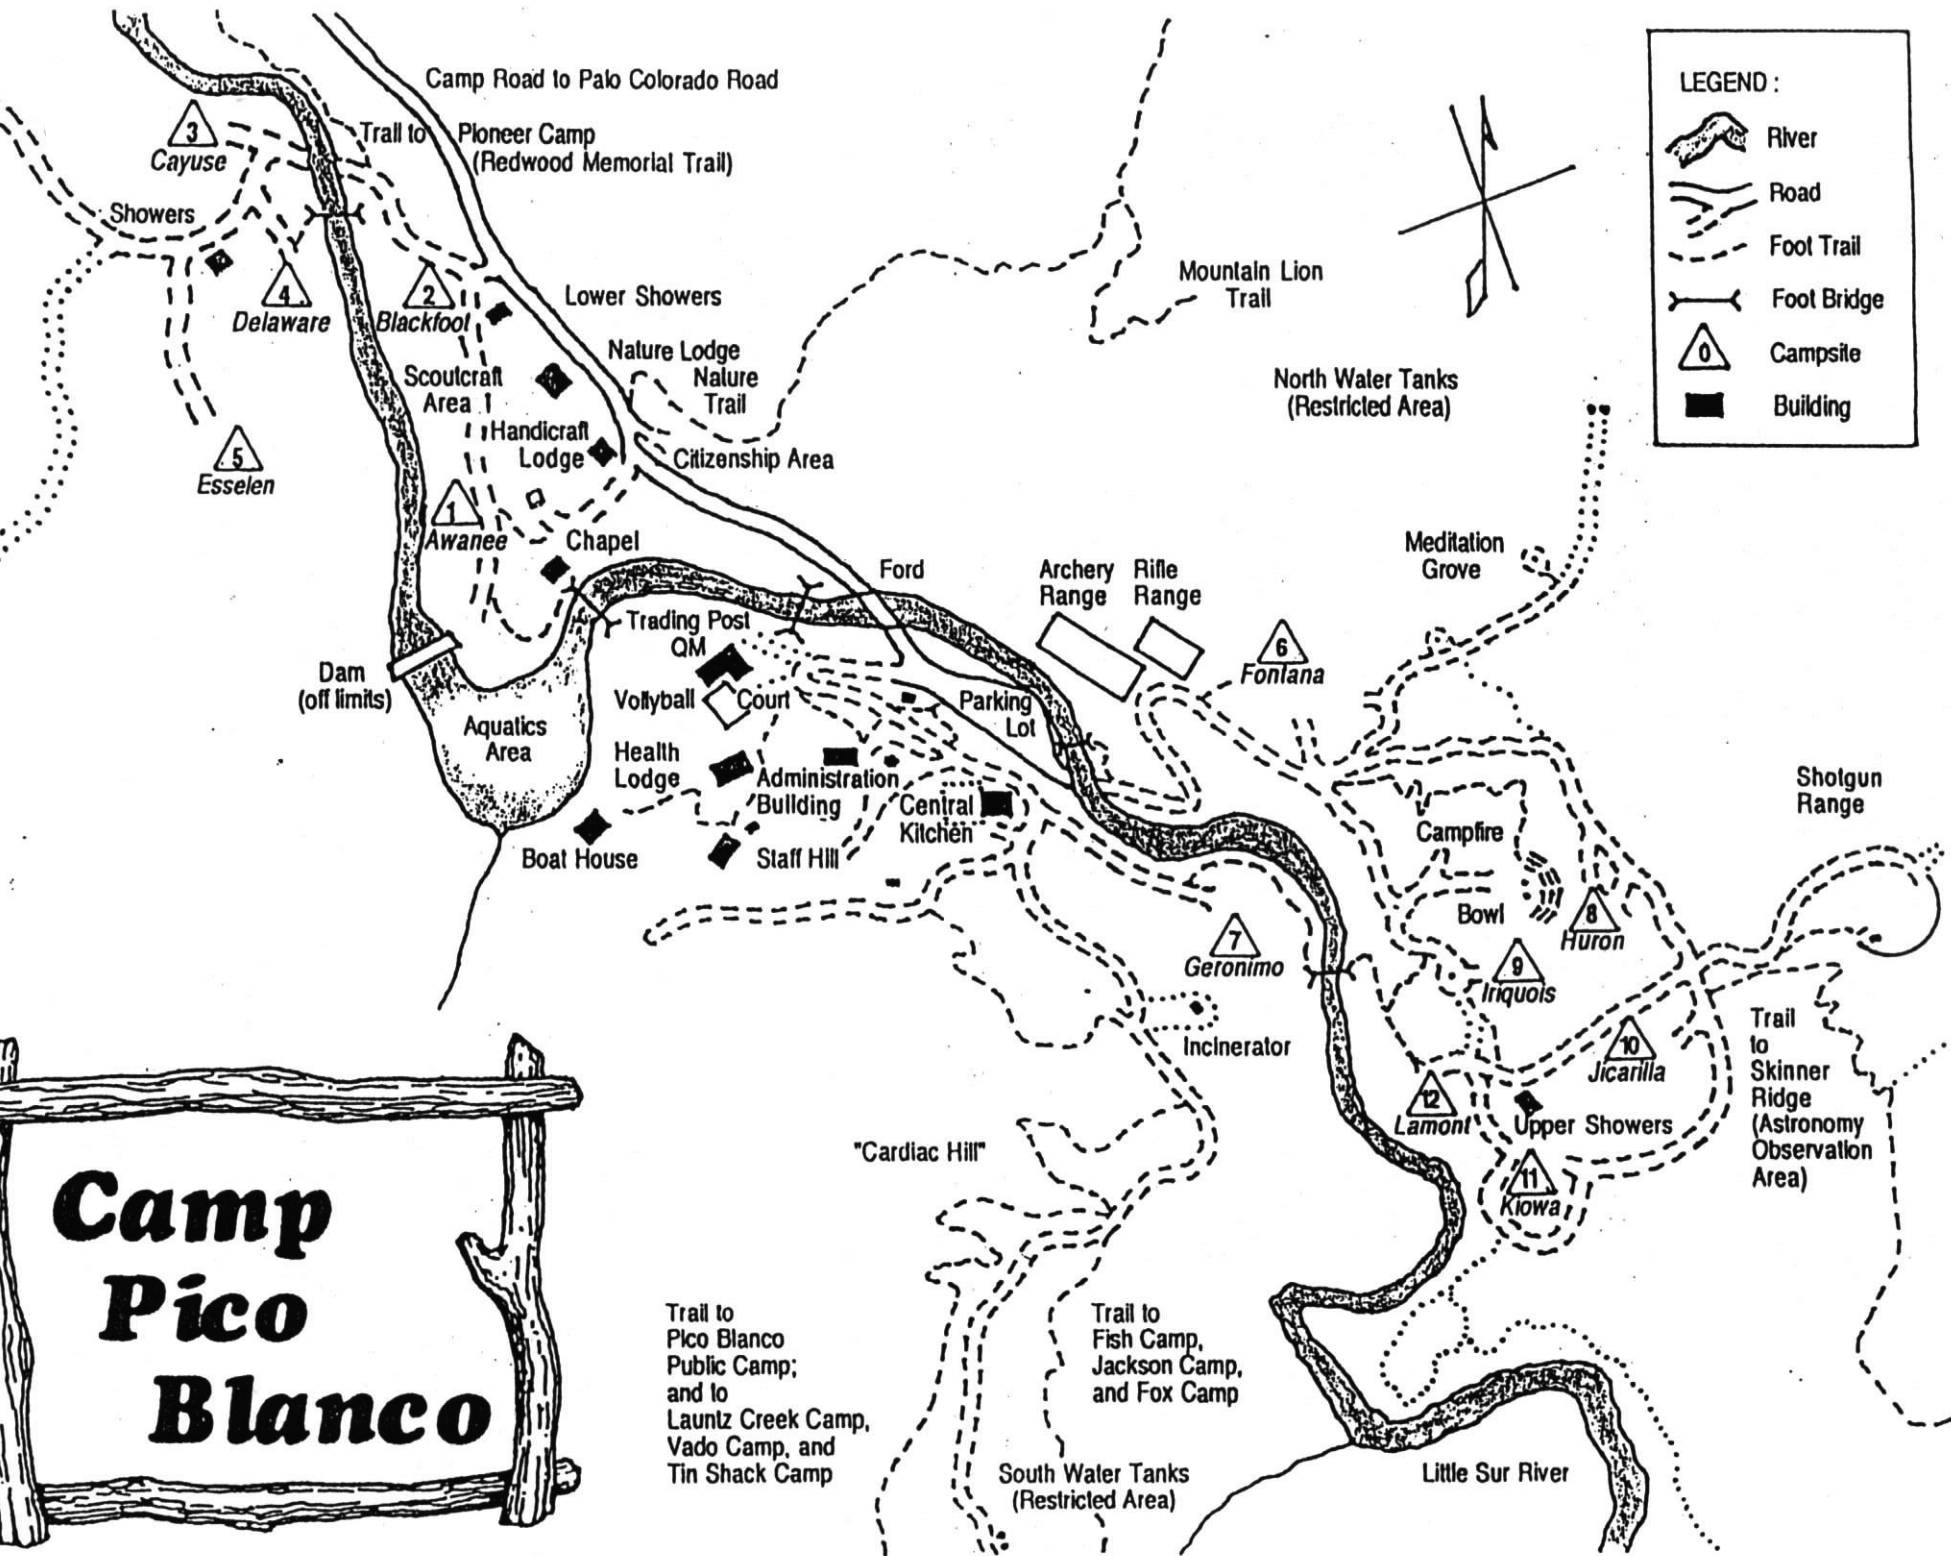 Camp Road to Palo Colorado Road
Trail to Pioneer Camp
(Redwood Memorial Trail)
3
Cayuse
Showers
4
Delaware
2
Blackfoot
Lower Showers
Nature Lodge
Nature
Trail
Scoutcraft
Area
Handicraft
Lodge
Citizenship Area
5
Esselen
1
Awanee
Chapel
Mountain Lion
Trail
North Water Tanks
(Restricted Area)
LEGEND :
River
Road
Foot Trail
Foot Bridge
0
Campsite
Building
Ford
Archery
Range
Rifle
Range
Meditation
Grove
6
Fontana
Trading Post
QM
Vollyball Court
Parking
Lot
Dam
(off limits)
Aquatics
Area
Health
Lodge
Administration
Building
Central
Kitchen
Boat House
Staff Hill
Campfire
Bowl
Shotgun
Range
8
Huron
7
Geronimo
9
Iriquois
Incinerator
10
Jicarilla
12
Lamont
Upper Showers
11
Kiowa
Trail
to
Skinner
Ridge
(Astronomy
Observation
Area)
"Cardiac Hill"
Trail to
Pico Blanco
Public Camp;
and to
Launtz Creek Camp,
Vado Camp, and
Tin Shack Camp
Trail to
Fish Camp,
Jackson Camp,
and Fox Camp
South Water Tanks
(Restricted Area)
Little Sur River
Camp
Pico
Blanco